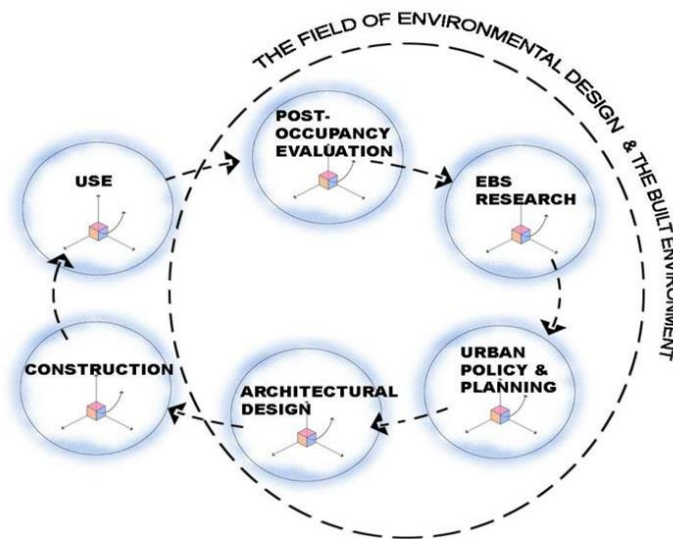 THE FIELD OF ENVIRONMENTAL DESIGN & THE BUILT ENVIRONMENT
POST-
OCCUPANCY
EVALUATION
USE
EBS
RESEARCH
CONSTRUCTION
ARCHITECTURAL
DESIGN
URBAN
POLICY &
PLANNING